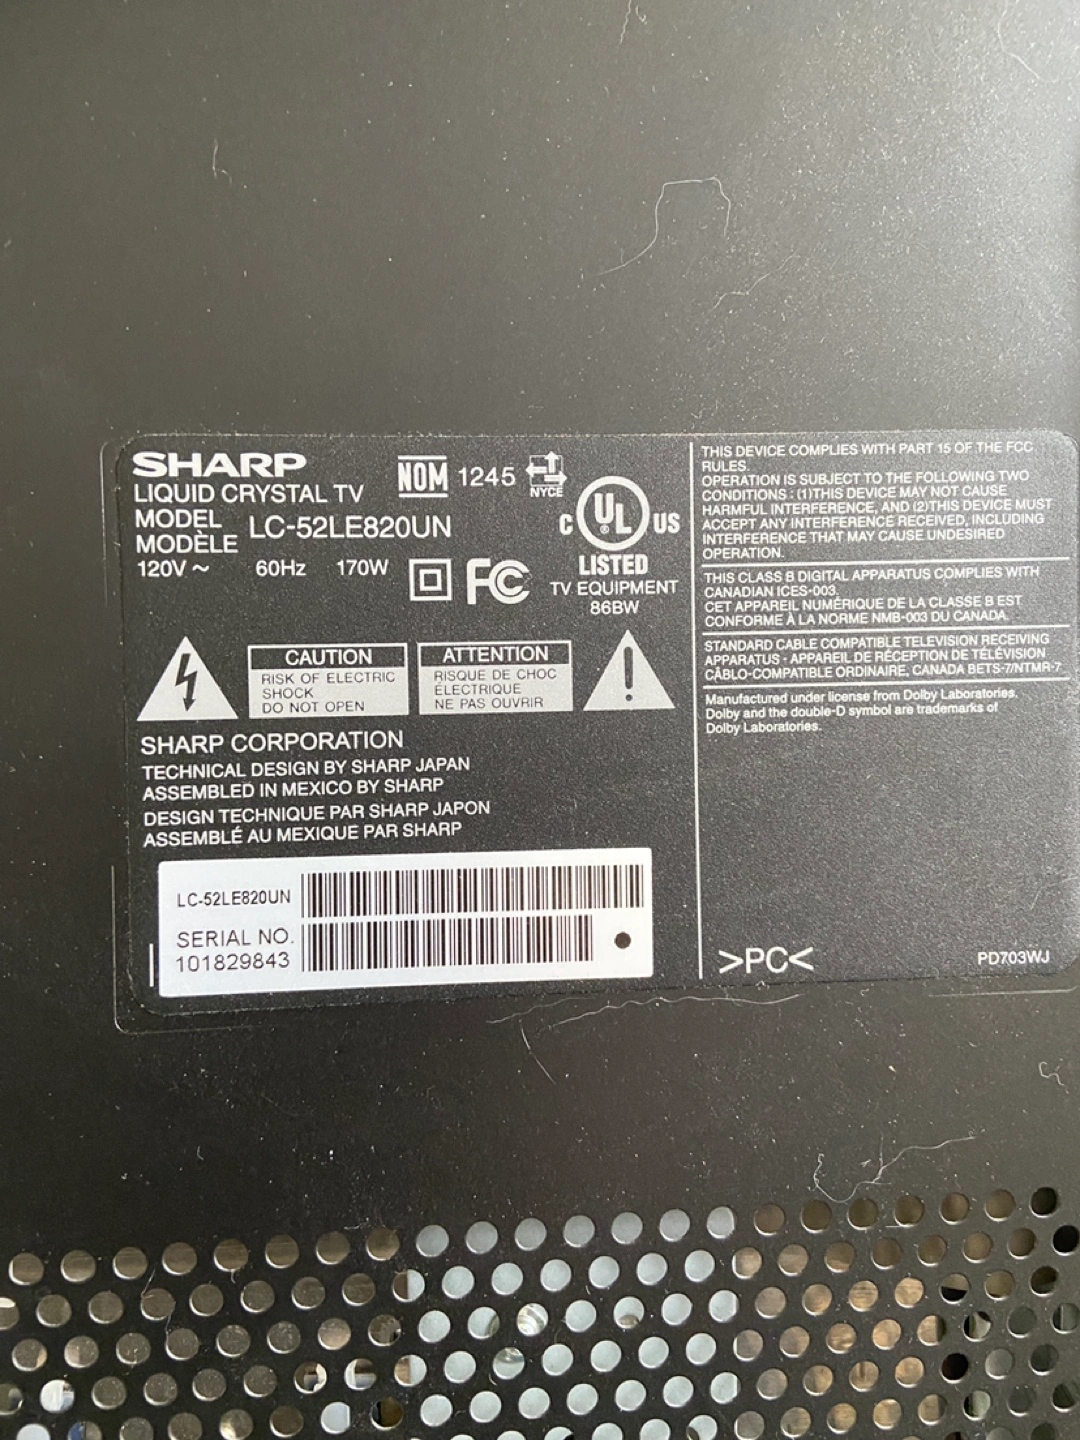 SHARP
LIQUID CRYSTAL TV
MODEL
MODÈLE
LC-52LE820UN
120V ~ 60Hz 170W
NOM 1245
NYCE
C UL US
®
LISTED
TV EQUIPMENT
86BW
FC
CAUTION
RISK OF ELECTRIC
SHOCK
DO NOT OPEN
ATTENTION
RISQUE DE CHOC
ÉLECTRIQUE
NE PAS OUVRIR
!
SHARP CORPORATION
TECHNICAL DESIGN BY SHARP JAPAN
ASSEMBLED IN MEXICO BY SHARP
DESIGN TECHNIQUE PAR SHARP JAPON
ASSEMBLÉ AU MEXIQUE PAR SHARP
LC-52LE820UN
SERIAL NO.
101829843
THIS DEVICE COMPLIES WITH PART 15 OF THE FCC
RULES.
OPERATION IS SUBJECT TO THE FOLLOWING TWO
CONDITIONS : (1)THIS DEVICE MAY NOT CAUSE
HARMFUL INTERFERENCE, AND (2)THIS DEVICE MUST
ACCEPT ANY INTERFERENCE RECEIVED, INCLUDING
INTERFERENCE THAT MAY CAUSE UNDESIRED
OPERATION.
THIS CLASS B DIGITAL APPARATUS COMPLIES WITH
CANADIAN ICES-003.
CET APPAREIL NUMÉRIQUE DE LA CLASSE B EST
CONFORME À LA NORME NMB-003 DU CANADA.
STANDARD CABLE COMPATIBLE TELEVISION RECEIVING
APPARATUS - APPAREIL DE RÉCEPTION DE TÉLÉVISION
CÂBLO-COMPATIBLE ORDINAIRE, CANADA BETS-7/NTMR-7
Manufactured under license from Dolby Laboratories.
Dolby and the double-D symbol are trademarks of
Dolby Laboratories.
>PC<
PD703WJ